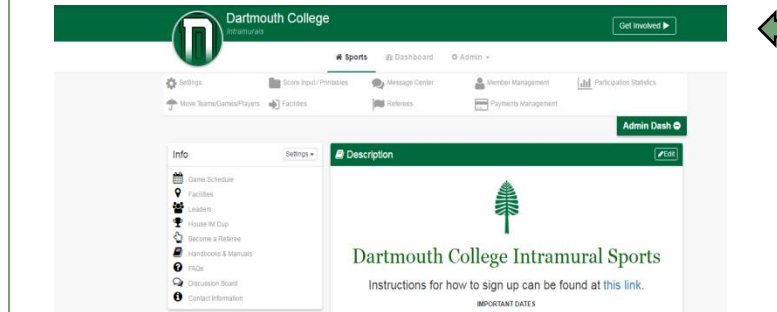 Dartmouth College
Intramurals
Get Involved
Sports Dashboard Admin
Settings Score Input / Printables Message Center Member Management Participation Statistics
Move Teams/Games/Players Facilities Referees Payments Management
Admin Dash
Info Settings
Game Schedule
Facilities
Leaders
House IM Cup
Become a Referee
Handbooks & Manuals
FAQs
Discussion Board
Contact Information
Description Edit
Dartmouth College Intramural Sports
Instructions for how to sign up can be found at this link.
IMPORTANT DATES